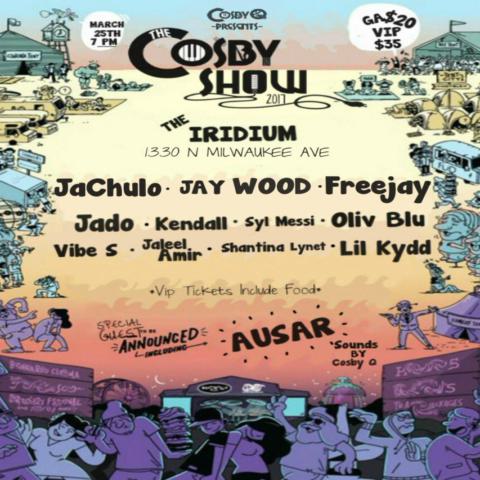 COSBY Q
-PRESENTS-
MARCH
25TH
7 PM
GA$20
VIP
$35
THE
COSBY
SHOW
2017
THE IRIDIUM
1330 N MILWAUKEE AVE
JaChulo · JAY WOOD · Freejay
Jado · Kendall · Syl Messi · Oliv Blu
Vibe S · Jaleel Amir · Shantina Lynet · Lil Kydd
•Vip Tickets Include Food•
SPECIAL
GUEST TO BE
ANNOUNCED
INCLUDING
AUSAR
Sounds
BY
Cosby Q